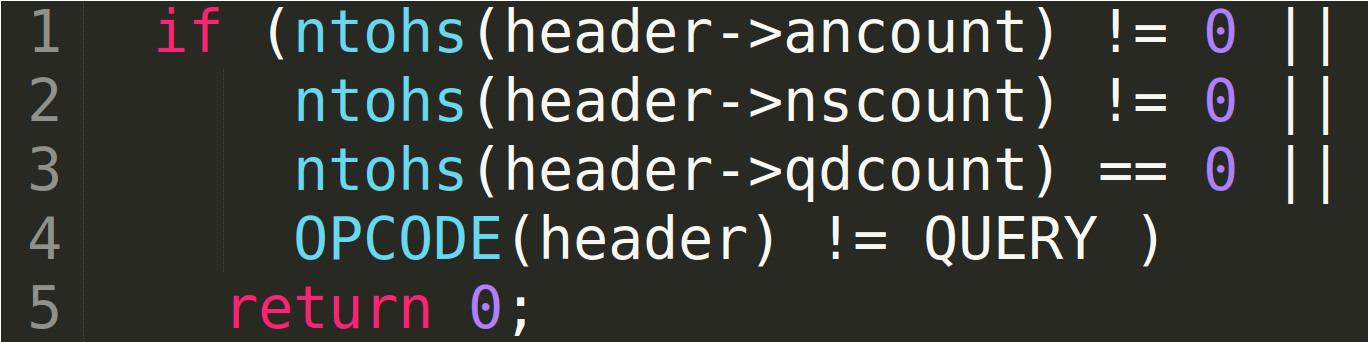 1 if (ntohs(header->ancount) != 0 ||
2 ntohs(header->nscount) != 0 ||
3 ntohs(header->qdcount) == 0 ||
4 OPCODE(header) != QUERY )
5 return 0;